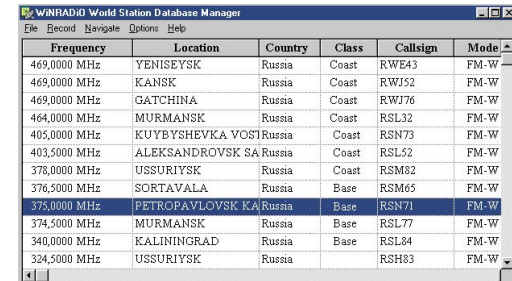 WiNRADiO World Station Database Manager
File Record Navigate Options Help
Frequency Location Country Class Callsign Mode
469,0000 MHz YENISEYSK Russia Coast RWE43 FM-W
469,0000 MHz KANSK Russia Coast RWJ52 FM-W
469,0000 MHz GATCHINA Russia Coast RWJ76 FM-W
464,0000 MHz MURMANSK Russia Coast RSL32 FM-W
405,0000 MHz KUYBYSHEVKA VOST Russia Coast RSN73 FM-W
403,5000 MHz ALEKSANDROVSK SA Russia Coast RSL52 FM-W
378,0000 MHz USSURIYSK Russia Coast RSM82 FM-W
376,5000 MHz SORTAVALA Russia Base RSM65 FM-W
375,0000 MHz PETROPAVLOVSK KA Russia Base RSN71 FM-W
374,5000 MHz MURMANSK Russia Base RSL77 FM-W
340,0000 MHz KALININGRAD Russia Base RSL84 FM-W
324,5000 MHz USSURIYSK Russia RSH83 FM-W